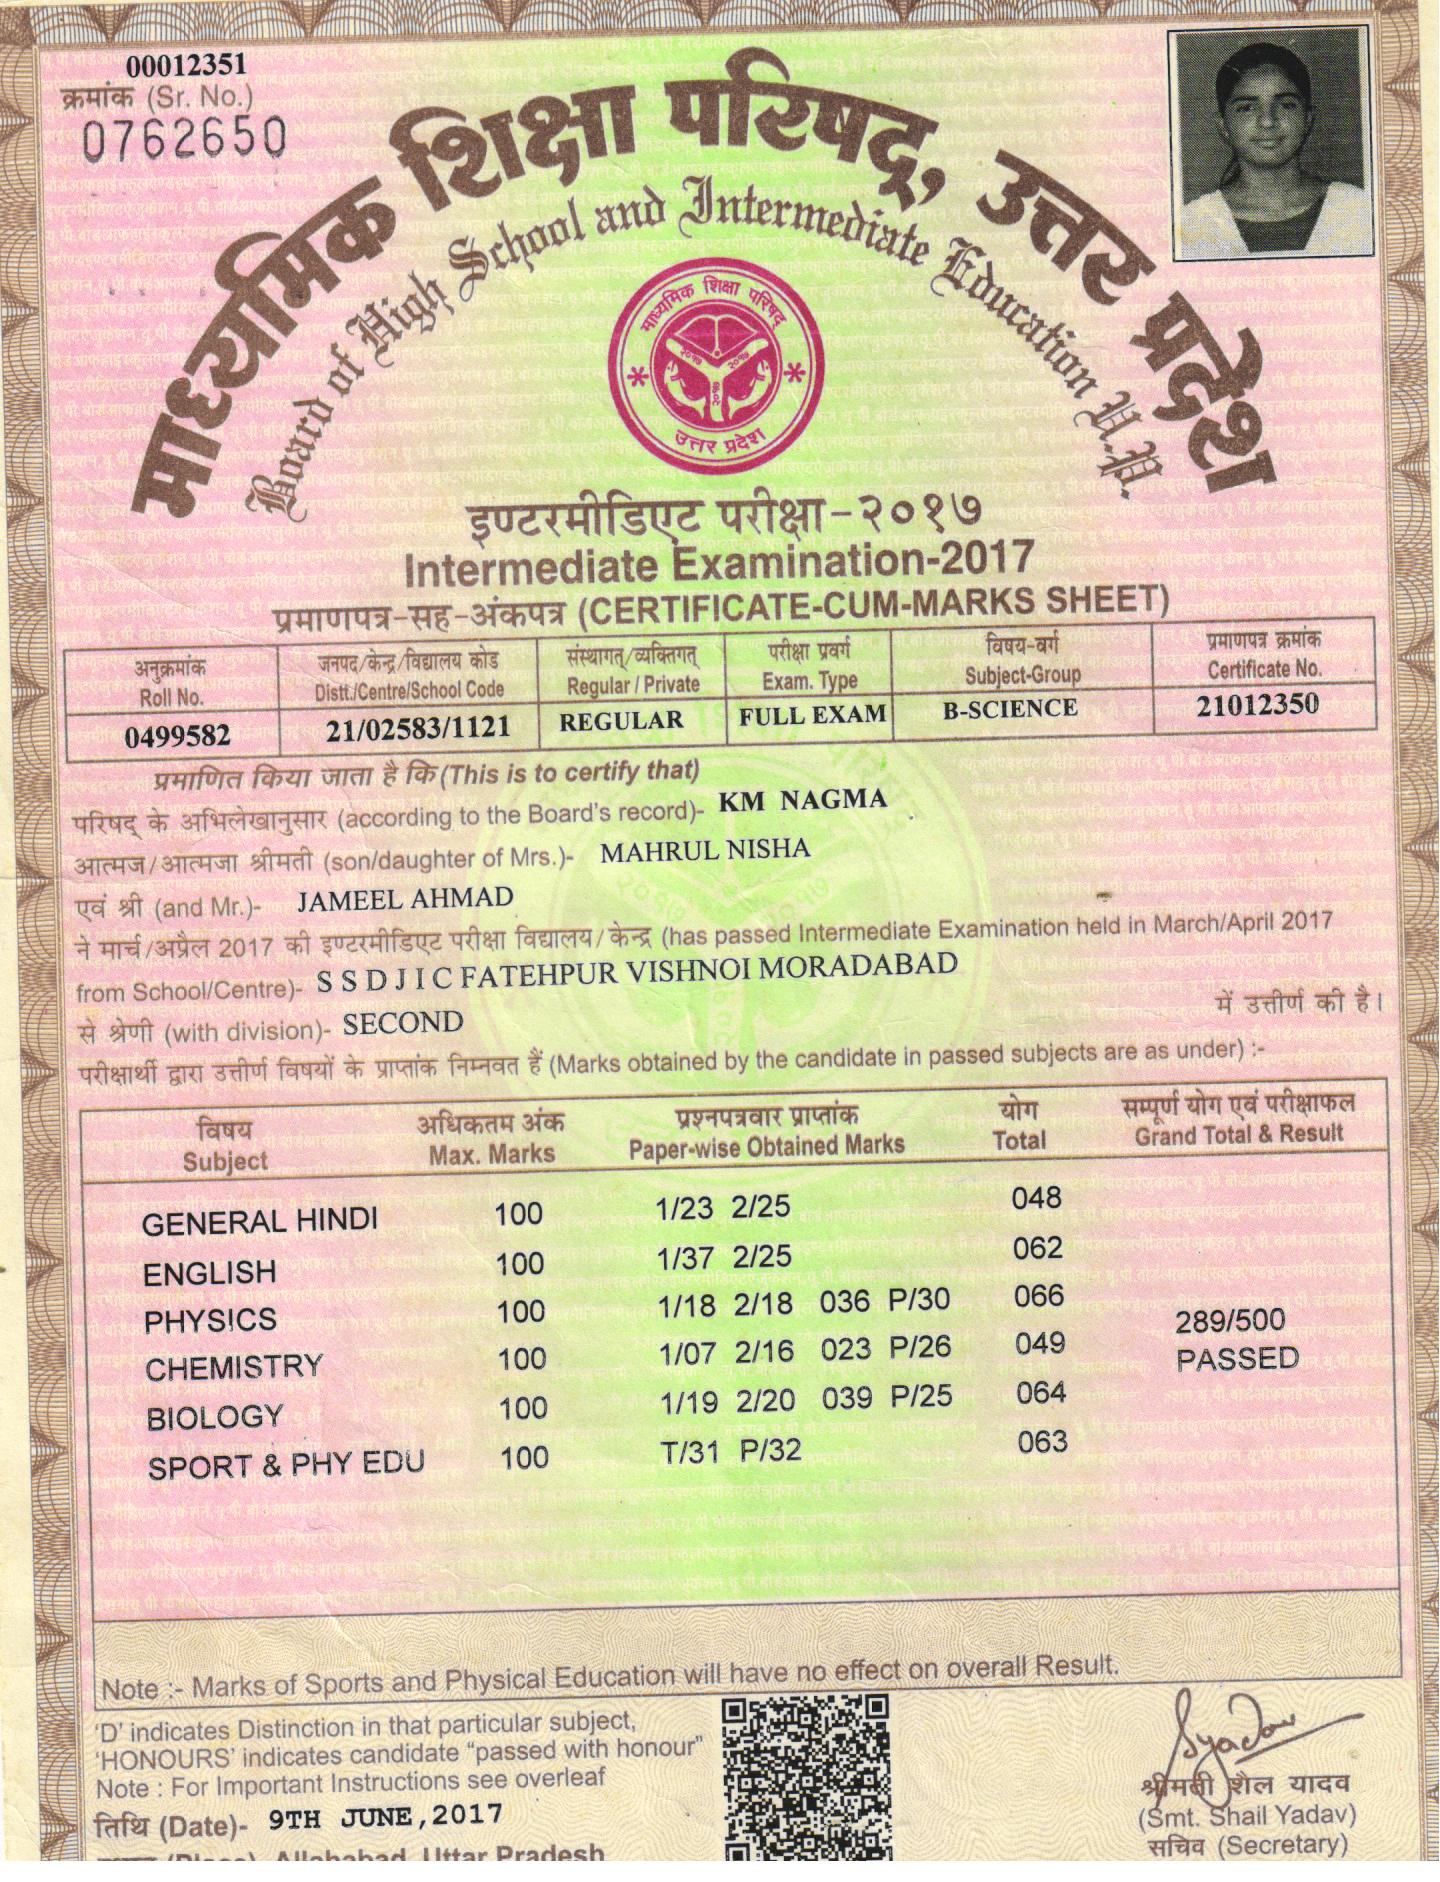 00012351
क्रमांक (Sr. No.)
0762650
माध्यमिक शिक्षा परिषद्, उत्तर प्रदेश
Board of High School and Intermediate Education U.P.
माध्यमिक शिक्षा परिषद्
२०१७ २०१७
२०१७
उत्तर प्रदेश
इण्टरमीडिएट परीक्षा-२०१७
Intermediate Examination-2017
प्रमाणपत्र-सह-अंकपत्र (CERTIFICATE-CUM-MARKS SHEET)
अनुक्रमांक जनपद/केन्द्र/विद्यालय कोड संस्थागत्/व्यक्तिगत् परीक्षा प्रवर्ग विषय-वर्ग प्रमाणपत्र क्रमांक
Roll No. Distt./Centre/School Code Regular / Private Exam. Type Subject-Group Certificate No.
0499582 21/02583/1121 REGULAR FULL EXAM B-SCIENCE 21012350
प्रमाणित किया जाता है कि (This is to certify that)
परिषद् के अभिलेखानुसार (according to the Board's record)- KM NAGMA
आत्मज/आत्मजा श्रीमती (son/daughter of Mrs.)- MAHRUL NISHA
एवं श्री (and Mr.)- JAMEEL AHMAD
ने मार्च/अप्रैल 2017 की इण्टरमीडिएट परीक्षा विद्यालय/केन्द्र (has passed Intermediate Examination held in March/April 2017
from School/Centre)- S S D J I C FATEHPUR VISHNOI MORADABAD
से श्रेणी (with division)- SECOND में उत्तीर्ण की है।
परीक्षार्थी द्वारा उत्तीर्ण विषयों के प्राप्तांक निम्नवत हैं (Marks obtained by the candidate in passed subjects are as under) :-
विषय अधिकतम अंक प्रश्नपत्रवार प्राप्तांक योग सम्पूर्ण योग एवं परीक्षाफल
Subject Max. Marks Paper-wise Obtained Marks Total Grand Total & Result
GENERAL HINDI 100 1/23 2/25 048
ENGLISH 100 1/37 2/25 062
PHYSICS 100 1/18 2/18 036 P/30 066
289/500
CHEMISTRY 100 1/07 2/16 023 P/26 049
PASSED
BIOLOGY 100 1/19 2/20 039 P/25 064
SPORT & PHY EDU 100 T/31 P/32 063
Note :- Marks of Sports and Physical Education will have no effect on overall Result.
'D' indicates Distinction in that particular subject,
'HONOURS' indicates candidate "passed with honour"
Note : For Important Instructions see overleaf
तिथि (Date)- 9TH JUNE,2017
(Place) Allahabad, Uttar Pradesh
Syadav
श्रीमती शैल यादव
(Smt. Shail Yadav)
सचिव (Secretary)